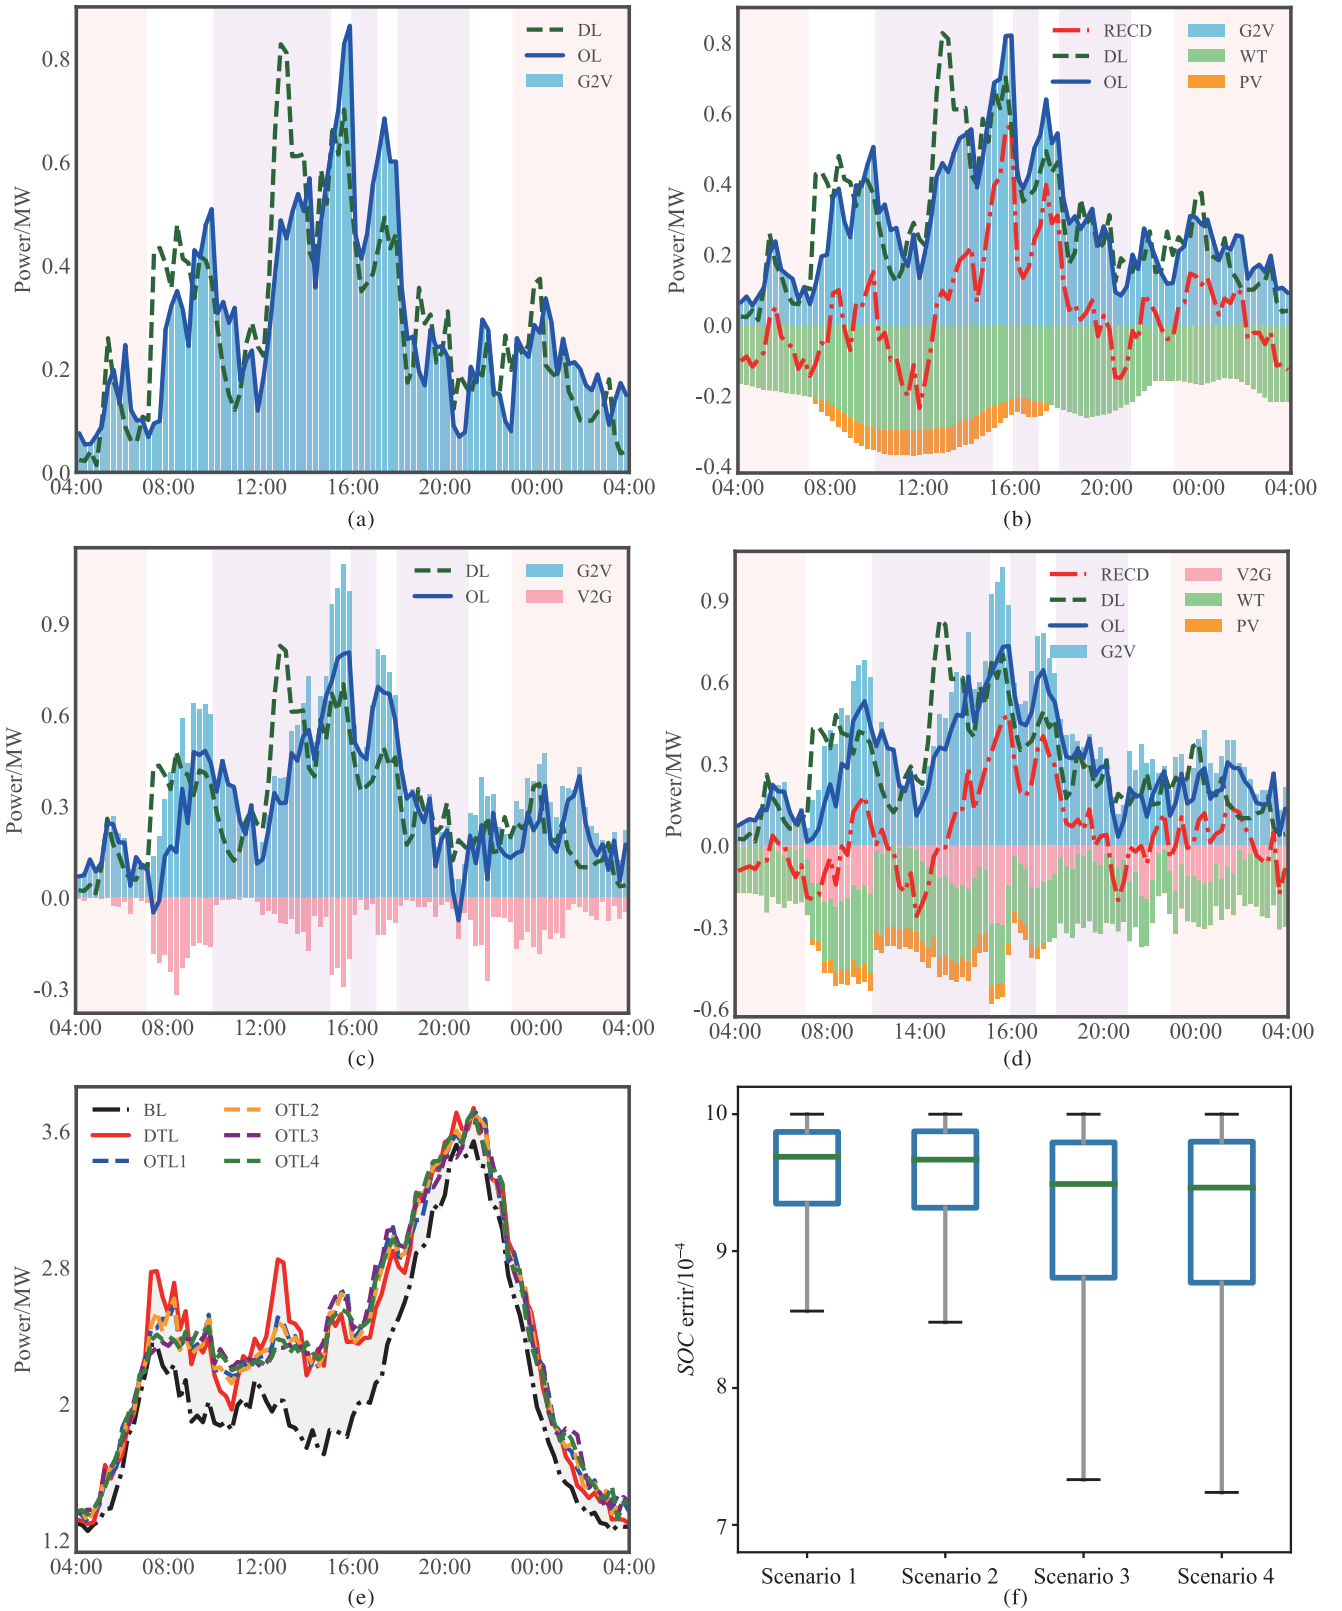 DL
OL
G2V
0.8
0.6
0.4
0.2
0.0
Power/MW
04:00 08:00 12:00 16:00 20:00 00:00 04:00
(a)
RECD G2V
DL WT
OL PV
0.8
0.6
0.4
0.2
0.0
-0.2
-0.4
Power/MW
04:00 08:00 12:00 16:00 20:00 00:00 04:00
(b)
DL G2V
OL V2G
0.9
0.6
0.3
0.0
-0.3
Power/MW
04:00 08:00 12:00 16:00 20:00 00:00 04:00
(c)
RECD V2G
DL WT
OL PV
G2V
0.9
0.6
0.3
0.0
-0.3
-0.6
Power/MW
04:00 08:00 14:00 16:00 20:00 00:00 04:00
(d)
BL OTL2
DTL OTL3
OTL1 OTL4
3.6
2.8
2
1.2
Power/MW
04:00 08:00 12:00 16:00 20:00 00:00 04:00
(e)
10
9
8
7
SOC errir/10⁻⁴
Scenario 1 Scenario 2 Scenario 3 Scenario 4
(f)